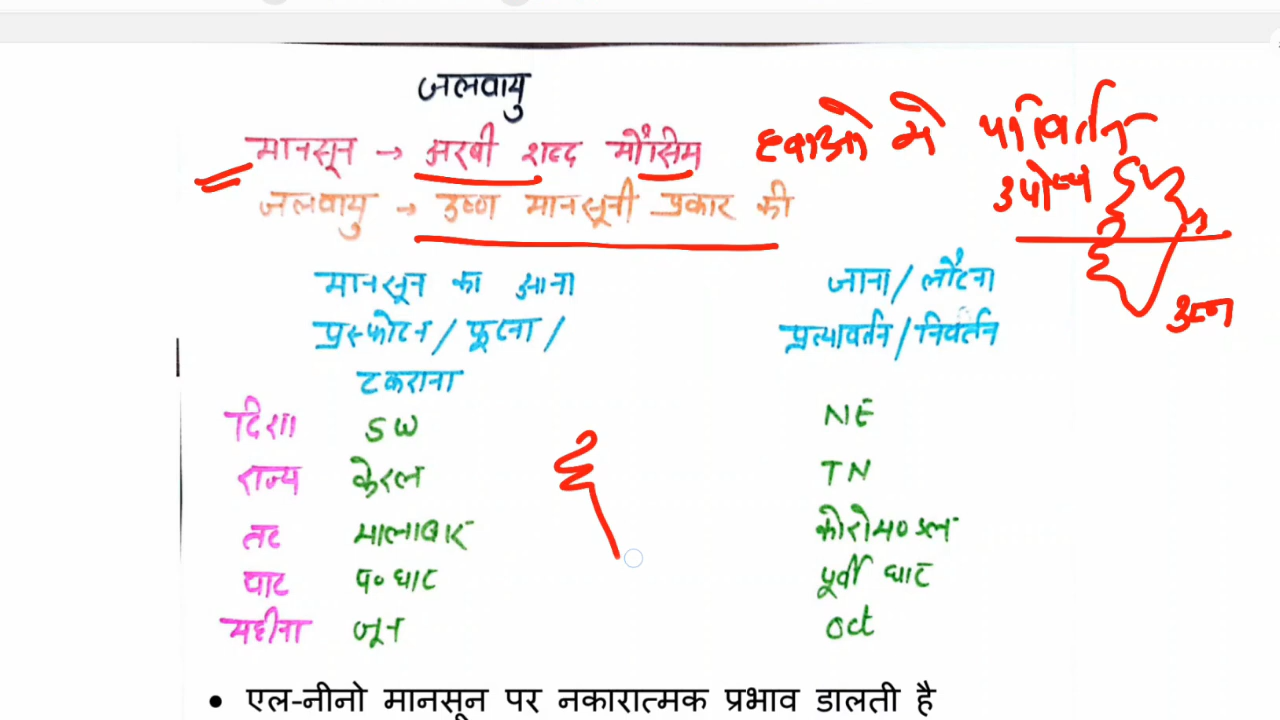 जलवायु
मानसून → अरबी शब्द मौसिम
हवाओ मे परिवर्तन
जलवायु → उष्ण मानसूनी प्रकार की
उपोष्ण
उष्ण
मानसून का आना
जाना/लौटना
प्रस्फोटन/फूटना/
प्रत्यावर्तन/निवर्तन
टकराना
दिशा SW NE
राज्य केरल TN
तट मालाबार कोरोमण्डल
घाट प० घाट पूर्वी घाट
महीना जून Oct
• एल-नीनो मानसून पर नकारात्मक प्रभाव डालती है